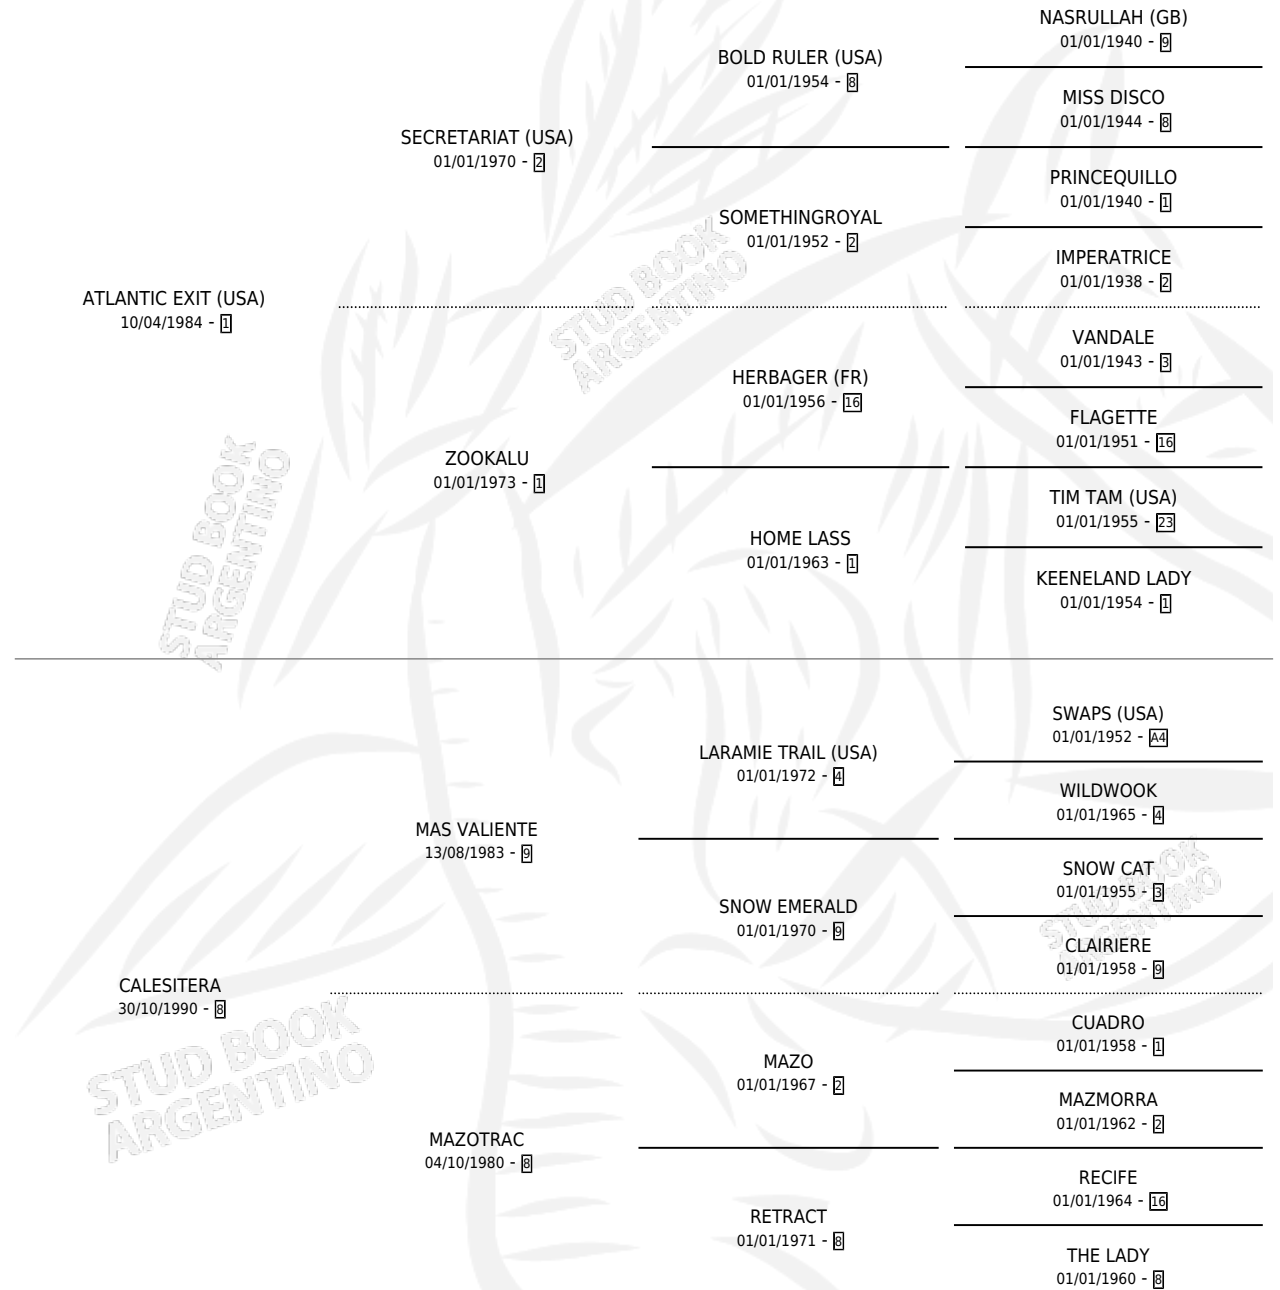 NASRULLAH (GB)
01/01/1940 - 9
BOLD RULER (USA)
01/01/1954 - 8
MISS DISCO
01/01/1944 - 8
SECRETARIAT (USA)
01/01/1970 - 2
PRINCEQUILLO
01/01/1940 - 1
SOMETHINGROYAL
01/01/1952 - 2
IMPERATRICE
01/01/1938 - 2
ATLANTIC EXIT (USA)
10/04/1984 - 1
VANDALE
01/01/1943 - 3
HERBAGER (FR)
01/01/1956 - 16
FLAGETTE
01/01/1951 - 16
ZOOKALU
01/01/1973 - 1
TIM TAM (USA)
01/01/1955 - 23
HOME LASS
01/01/1963 - 1
KEENELAND LADY
01/01/1954 - 1
SWAPS (USA)
01/01/1952 - A4
LARAMIE TRAIL (USA)
01/01/1972 - 4
WILDWOOK
01/01/1965 - 4
MAS VALIENTE
13/08/1983 - 9
SNOW CAT
01/01/1955 - 3
SNOW EMERALD
01/01/1970 - 9
CLAIRIERE
01/01/1958 - 9
CALESITERA
30/10/1990 - 8
CUADRO
01/01/1958 - 1
MAZO
01/01/1967 - 2
MAZMORRA
01/01/1962 - 2
MAZOTRAC
04/10/1980 - 8
RECIFE
01/01/1964 - 16
RETRACT
01/01/1971 - 8
THE LADY
01/01/1960 - 8
STUD BOOK
ARGENTINO
STUD BOOK
ARGENTINO
STUD BOOK
ARGENTINO
STUD BOOK
ARGENTINO